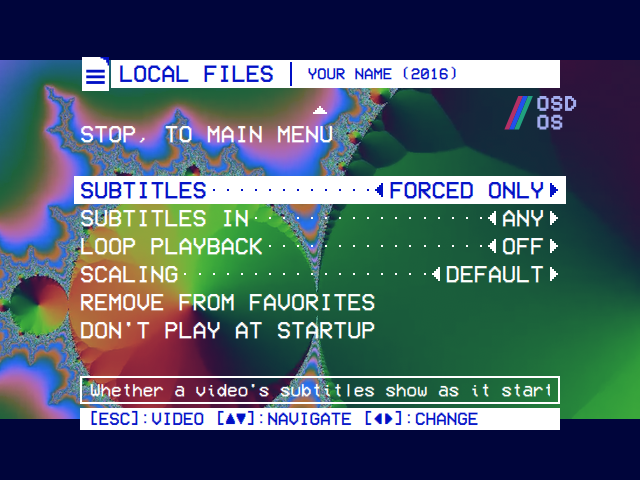 LOCAL FILES | YOUR NAME (2016)
OSD
OS
STOP, TO MAIN MENU
SUBTITLES FORCED ONLY
SUBTITLES IN ANY
LOOP PLAYBACK OFF
SCALING DEFAULT
REMOVE FROM FAVORITES
DON'T PLAY AT STARTUP
Whether a video's subtitles show as it start
[ESC]:VIDEO [▲▼]:NAVIGATE [◀▶]:CHANGE